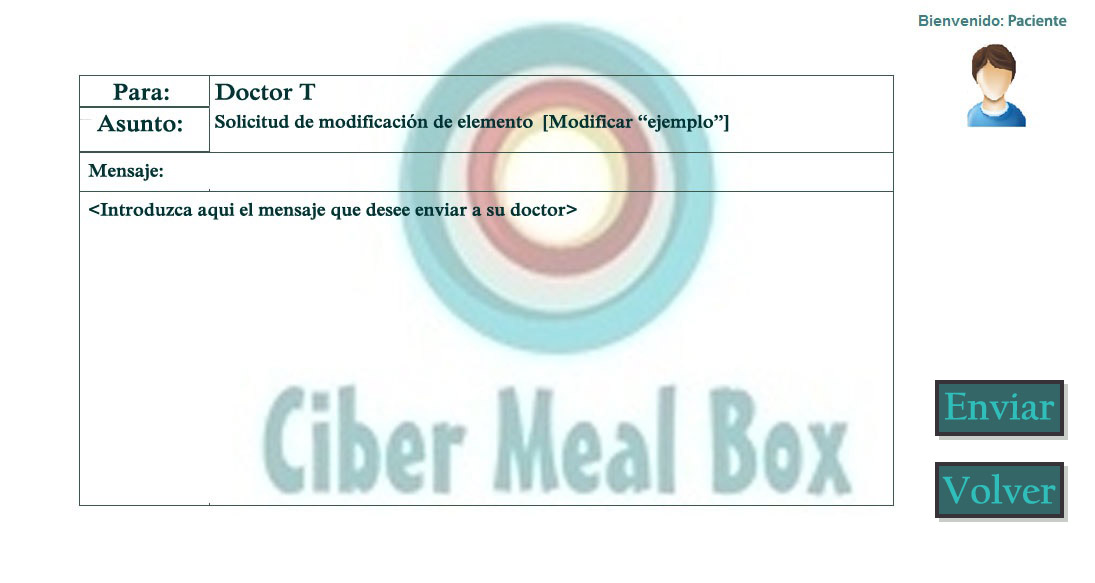 Bienvenido: Paciente
Para: Doctor T
Asunto: Solicitud de modificación de elemento [Modificar “ejemplo”]
Mensaje:
<Introduzca aqui el mensaje que desee enviar a su doctor>
Ciber Meal Box
Enviar
Volver